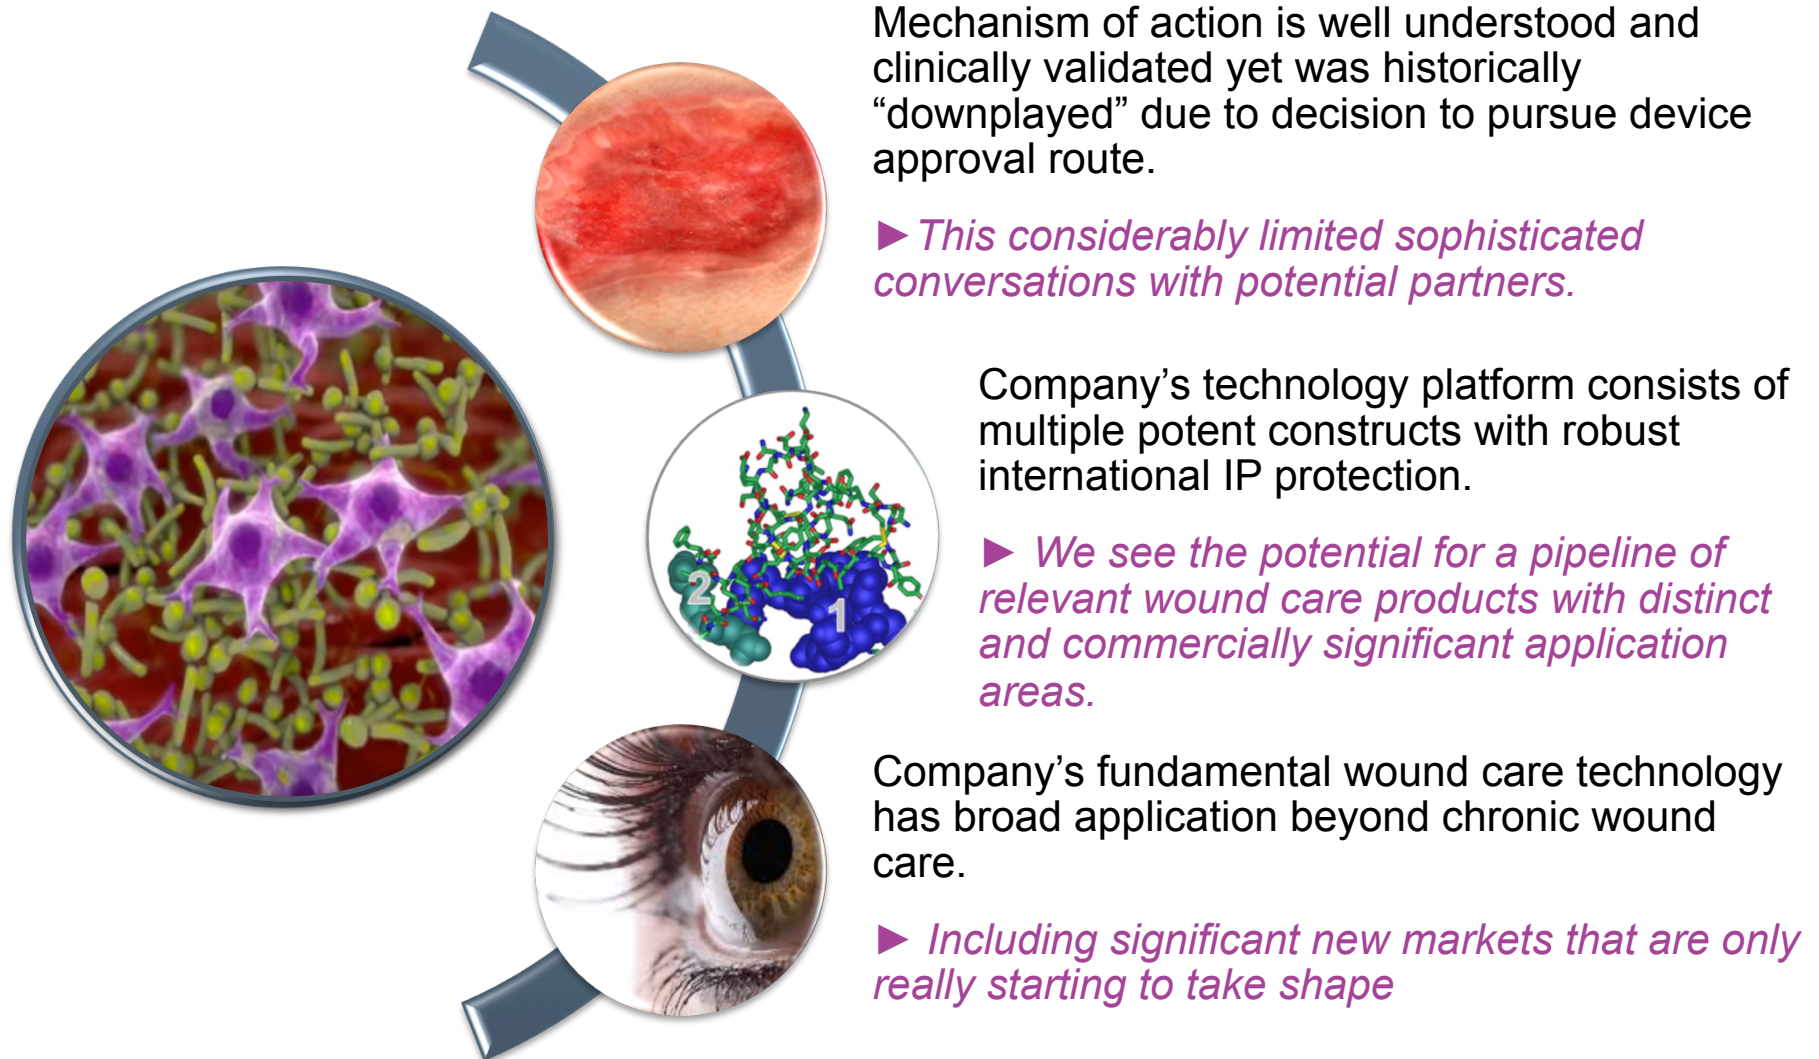 Mechanism of action is well understood and
clinically validated yet was historically
“downplayed” due to decision to pursue device
approval route.
►This considerably limited sophisticated
conversations with potential partners.
Company’s technology platform consists of
multiple potent constructs with robust
international IP protection.
► We see the potential for a pipeline of
relevant wound care products with distinct
and commercially significant application
areas.
2
1
Company’s fundamental wound care technology
has broad application beyond chronic wound
care.
► Including significant new markets that are only
really starting to take shape